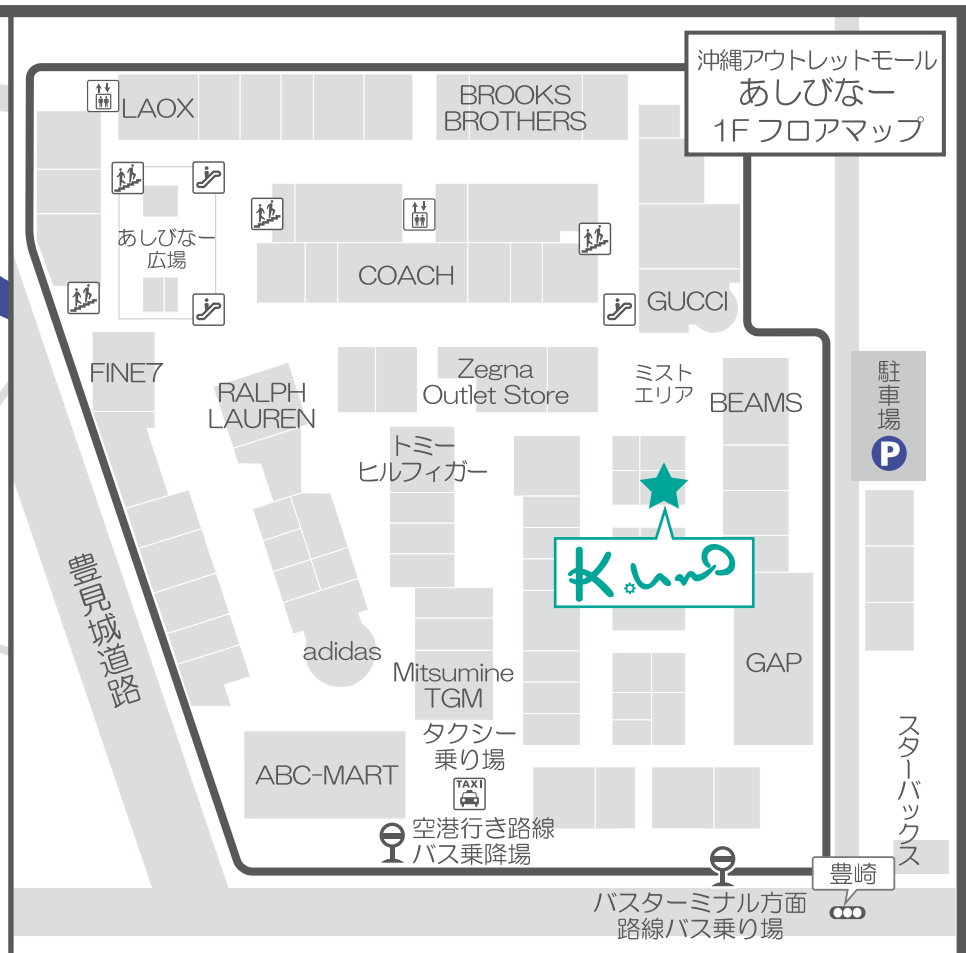 沖縄アウトレットモール
あしびなー
1F フロアマップ
LAOX
BROOKS
BROTHERS
あしびなー
広場
COACH
GUCCI
FINE7
RALPH
LAUREN
Zegna
Outlet Store
ミスト
エリア
BEAMS
駐車場
P
トミー
ヒルフィガー
K.uno
豊見城道路
adidas
Mitsumine
TGM
GAP
タクシー
乗り場
TAXI
ABC-MART
スターバックス
空港行き路線
バス乗降場
豊崎
バスターミナル方面
路線バス乗り場